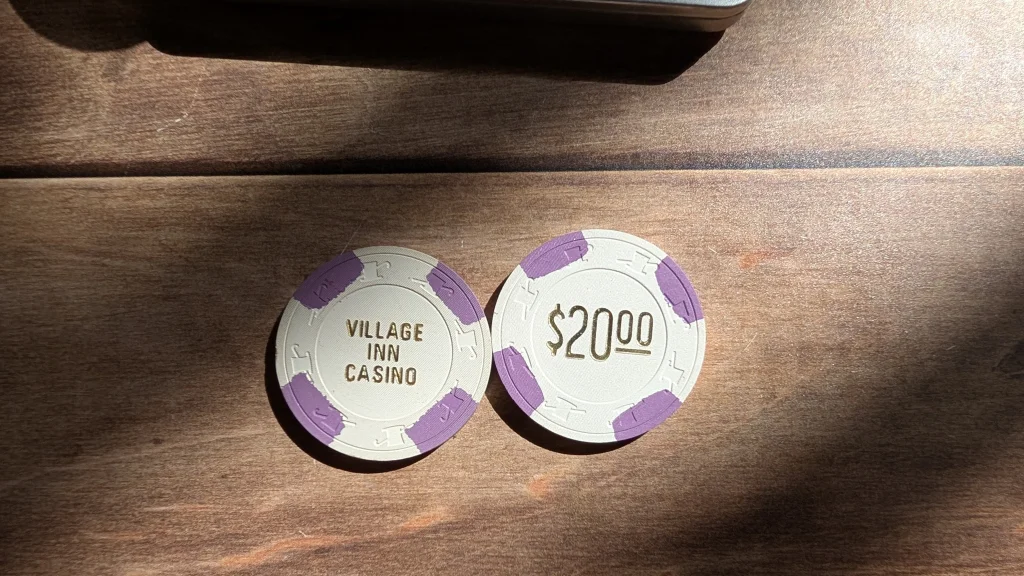 VILLAGE
INN
CASINO
$2000